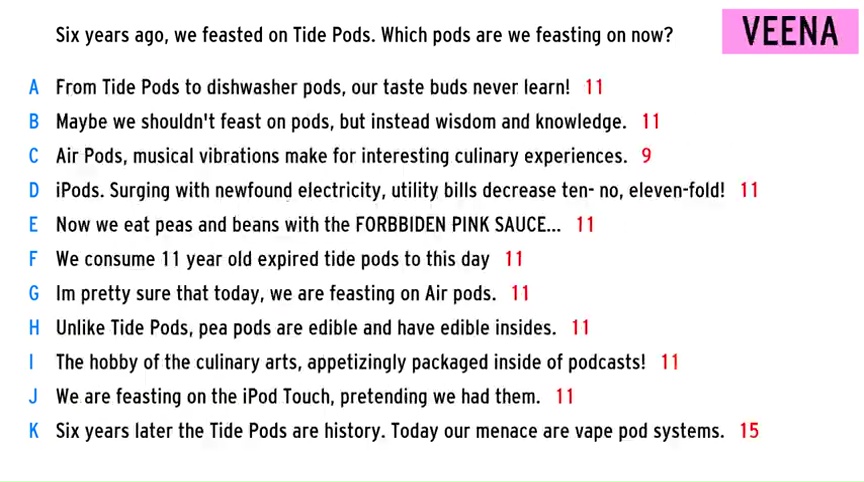 Six years ago, we feasted on Tide Pods. Which pods are we feasting on now?
VEENA
A From Tide Pods to dishwasher pods, our taste buds never learn! 11
B Maybe we shouldn't feast on pods, but instead wisdom and knowledge. 11
C Air Pods, musical vibrations make for interesting culinary experiences. 9
D iPods. Surging with newfound electricity, utility bills decrease ten- no, eleven-fold! 11
E Now we eat peas and beans with the FORBBIDEN PINK SAUCE... 11
F We consume 11 year old expired tide pods to this day 11
G Im pretty sure that today, we are feasting on Air pods. 11
H Unlike Tide Pods, pea pods are edible and have edible insides. 11
I The hobby of the culinary arts, appetizingly packaged inside of podcasts! 11
J We are feasting on the iPod Touch, pretending we had them. 11
K Six years later the Tide Pods are history. Today our menace are vape pod systems. 15